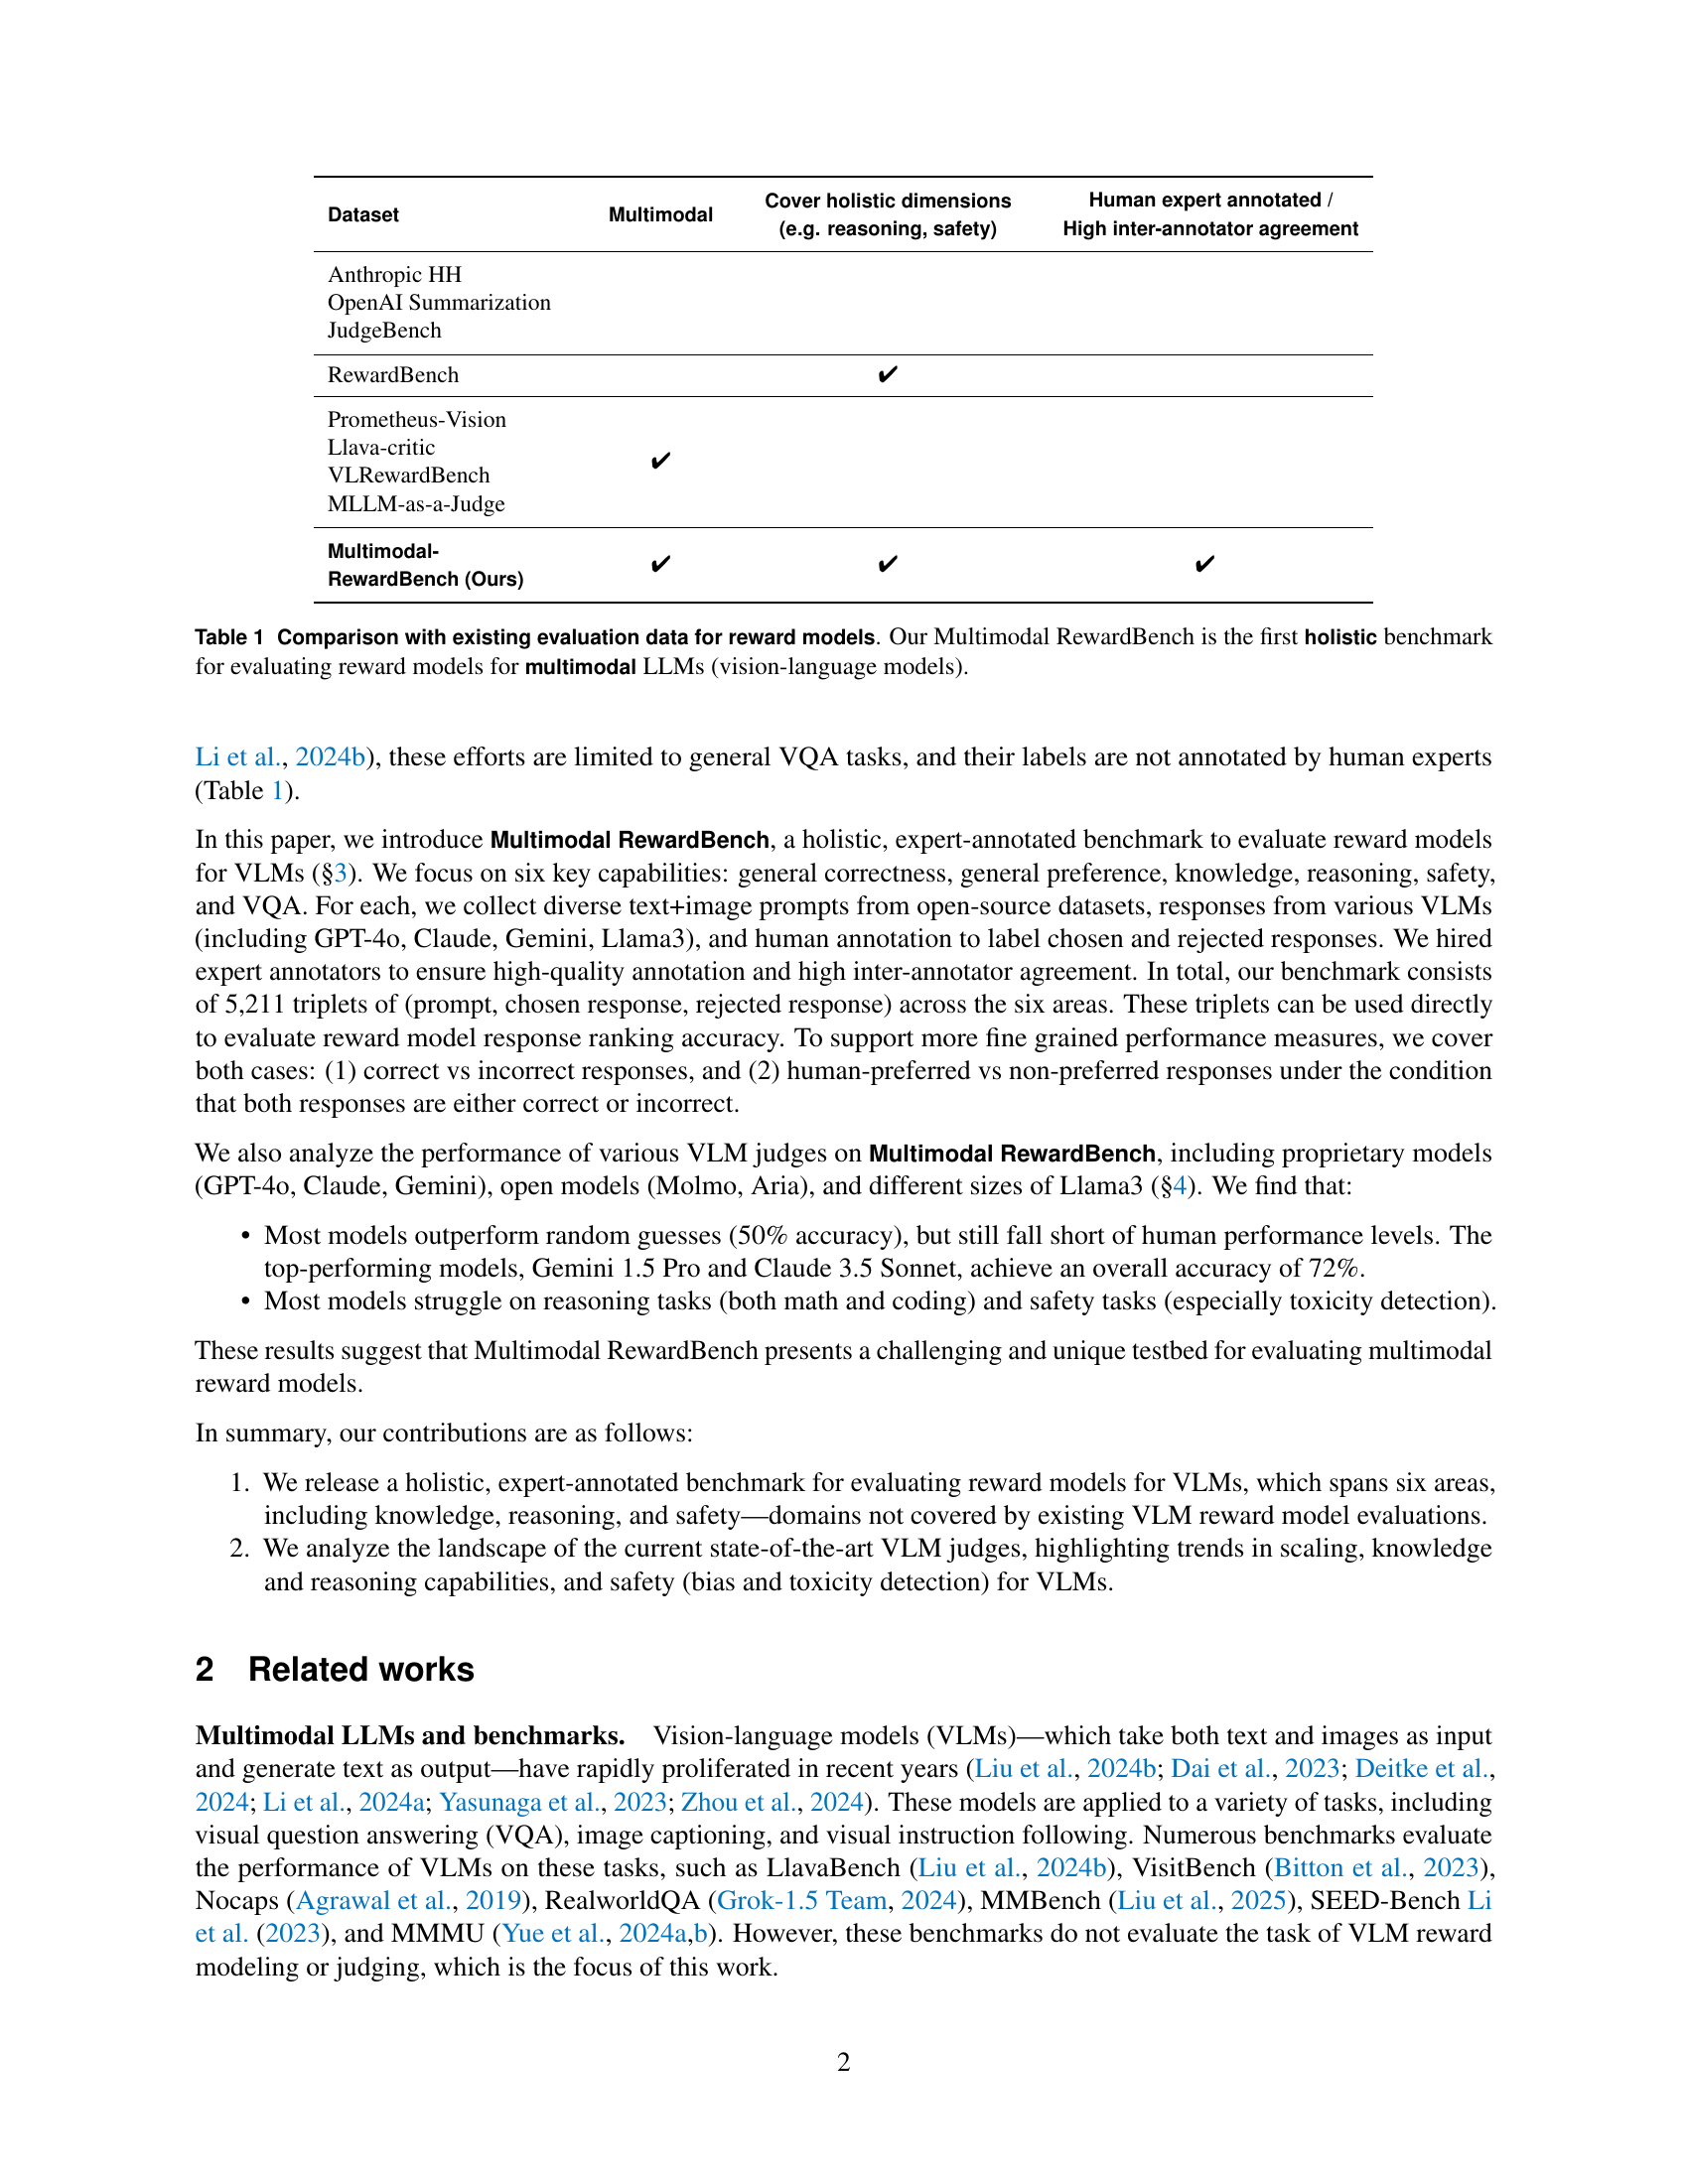 Dataset Multimodal Cover holistic dimensions (e.g. reasoning, safety) Human expert annotated / High inter-annotator agreement
Anthropic HH
OpenAI Summarization
JudgeBench
RewardBench ✔
Prometheus-Vision
Llava-critic
VLRewardBench ✔
MLLM-as-a-Judge
Multimodal-
RewardBench (Ours) ✔ ✔ ✔
Table 1 Comparison with existing evaluation data for reward models. Our Multimodal RewardBench is the first holistic benchmark
for evaluating reward models for multimodal LLMs (vision-language models).
Li et al., 2024b), these efforts are limited to general VQA tasks, and their labels are not annotated by human experts
(Table 1).
In this paper, we introduce Multimodal RewardBench, a holistic, expert-annotated benchmark to evaluate reward models
for VLMs (§3). We focus on six key capabilities: general correctness, general preference, knowledge, reasoning, safety,
and VQA. For each, we collect diverse text+image prompts from open-source datasets, responses from various VLMs
(including GPT-4o, Claude, Gemini, Llama3), and human annotation to label chosen and rejected responses. We hired
expert annotators to ensure high-quality annotation and high inter-annotator agreement. In total, our benchmark consists
of 5,211 triplets of (prompt, chosen response, rejected response) across the six areas. These triplets can be used directly
to evaluate reward model response ranking accuracy. To support more fine grained performance measures, we cover
both cases: (1) correct vs incorrect responses, and (2) human-preferred vs non-preferred responses under the condition
that both responses are either correct or incorrect.
We also analyze the performance of various VLM judges on Multimodal RewardBench, including proprietary models
(GPT-4o, Claude, Gemini), open models (Molmo, Aria), and different sizes of Llama3 (§4). We find that:
• Most models outperform random guesses (50% accuracy), but still fall short of human performance levels. The
top-performing models, Gemini 1.5 Pro and Claude 3.5 Sonnet, achieve an overall accuracy of 72%.
• Most models struggle on reasoning tasks (both math and coding) and safety tasks (especially toxicity detection).
These results suggest that Multimodal RewardBench presents a challenging and unique testbed for evaluating multimodal
reward models.
In summary, our contributions are as follows:
1. We release a holistic, expert-annotated benchmark for evaluating reward models for VLMs, which spans six areas,
including knowledge, reasoning, and safety—domains not covered by existing VLM reward model evaluations.
2. We analyze the landscape of the current state-of-the-art VLM judges, highlighting trends in scaling, knowledge
and reasoning capabilities, and safety (bias and toxicity detection) for VLMs.
2 Related works
Multimodal LLMs and benchmarks. Vision-language models (VLMs)—which take both text and images as input
and generate text as output—have rapidly proliferated in recent years (Liu et al., 2024b; Dai et al., 2023; Deitke et al.,
2024; Li et al., 2024a; Yasunaga et al., 2023; Zhou et al., 2024). These models are applied to a variety of tasks, including
visual question answering (VQA), image captioning, and visual instruction following. Numerous benchmarks evaluate
the performance of VLMs on these tasks, such as LlavaBench (Liu et al., 2024b), VisitBench (Bitton et al., 2023),
Nocaps (Agrawal et al., 2019), RealworldQA (Grok-1.5 Team, 2024), MMBench (Liu et al., 2025), SEED-Bench Li
et al. (2023), and MMMU (Yue et al., 2024a,b). However, these benchmarks do not evaluate the task of VLM reward
modeling or judging, which is the focus of this work.
2